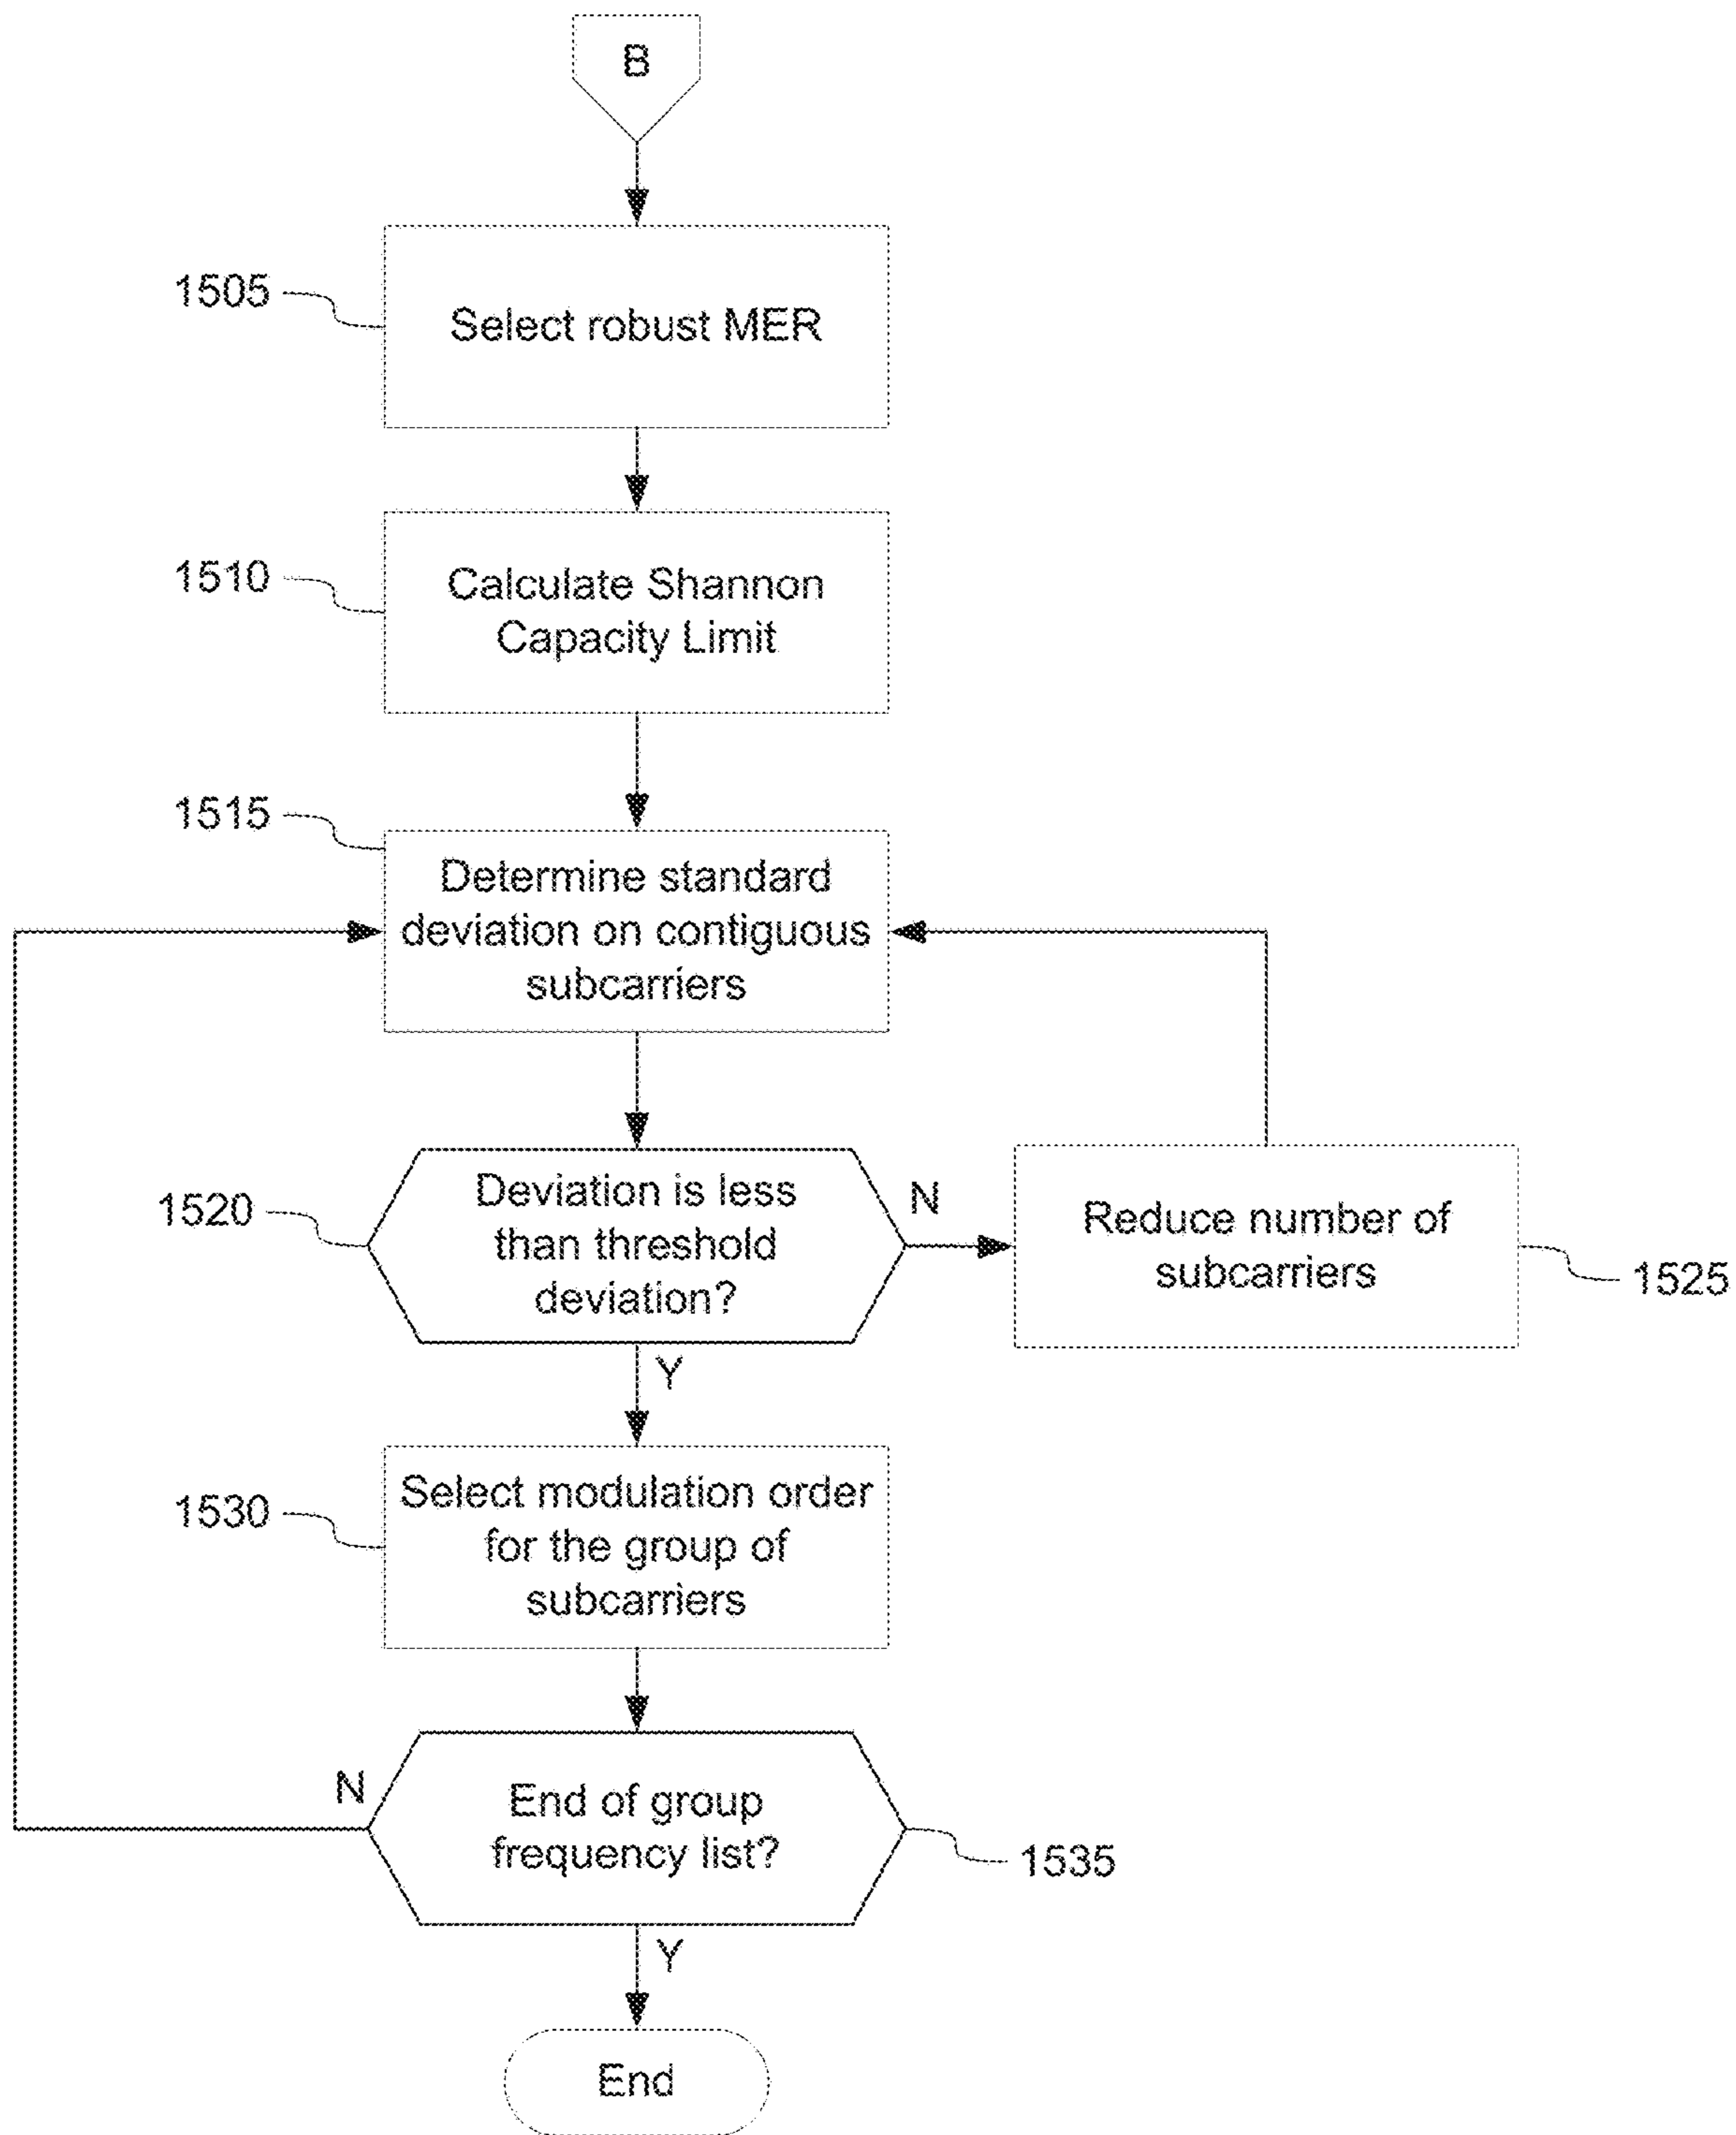 B
1505
Select robust MER
1510
Calculate Shannon
Capacity Limit
1515
Determine standard
deviation on contiguous
subcarriers
1520
Deviation is less
than threshold
deviation?
N
Reduce number of
subcarriers
1525
Y
1530
Select modulation order
for the group of
subcarriers
N
End of group
frequency list?
1535
Y
End